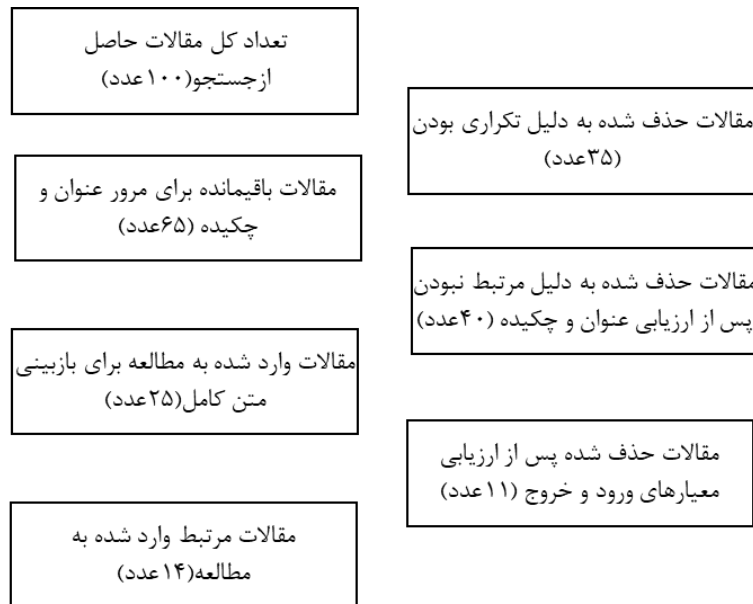 تعداد کل مقالات حاصل
ازجستجو(۱۰۰عدد)
مقالات حذف شده به دلیل تکراری بودن
(۳۵عدد)
مقالات باقیمانده برای مرور عنوان و
چکیده (۶۵عدد)
مقالات حذف شده به دلیل مرتبط نبودن
پس از ارزیابی عنوان و چکیده (۴۰عدد)
مقالات وارد شده به مطالعه برای بازبینی
متن کامل(۲۵عدد)
مقالات حذف شده پس از ارزیابی
معیارهای ورود و خروج (۱۱عدد)
مقالات مرتبط وارد شده به
مطالعه(۱۴عدد)